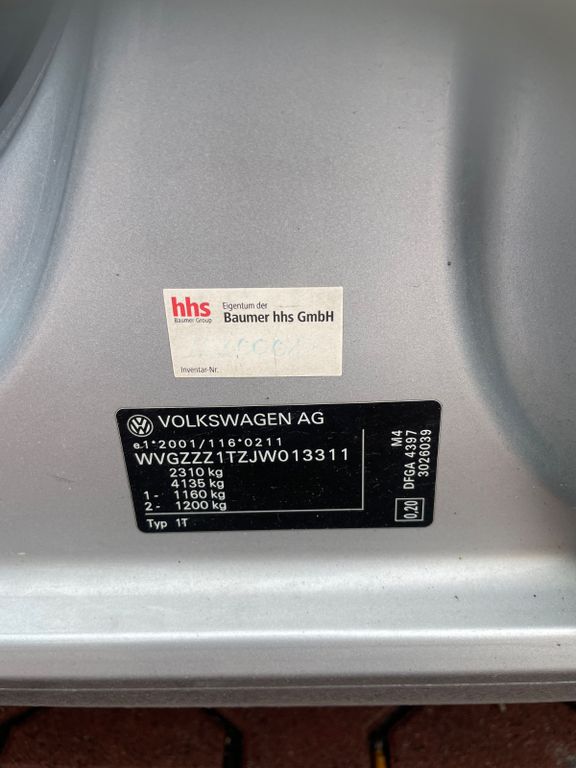 hhs
Baumer Group
Eigentum der
Baumer hhs GmbH
Inventar-Nr.
VOLKSWAGEN AG
e1*2001/116*0211
WVGZZZ1TZJW013311
2310 kg
4135 kg
1 - 1160 kg
2 - 1200 kg
Typ 1T
M4
DFGA 4397
3026039
0.20